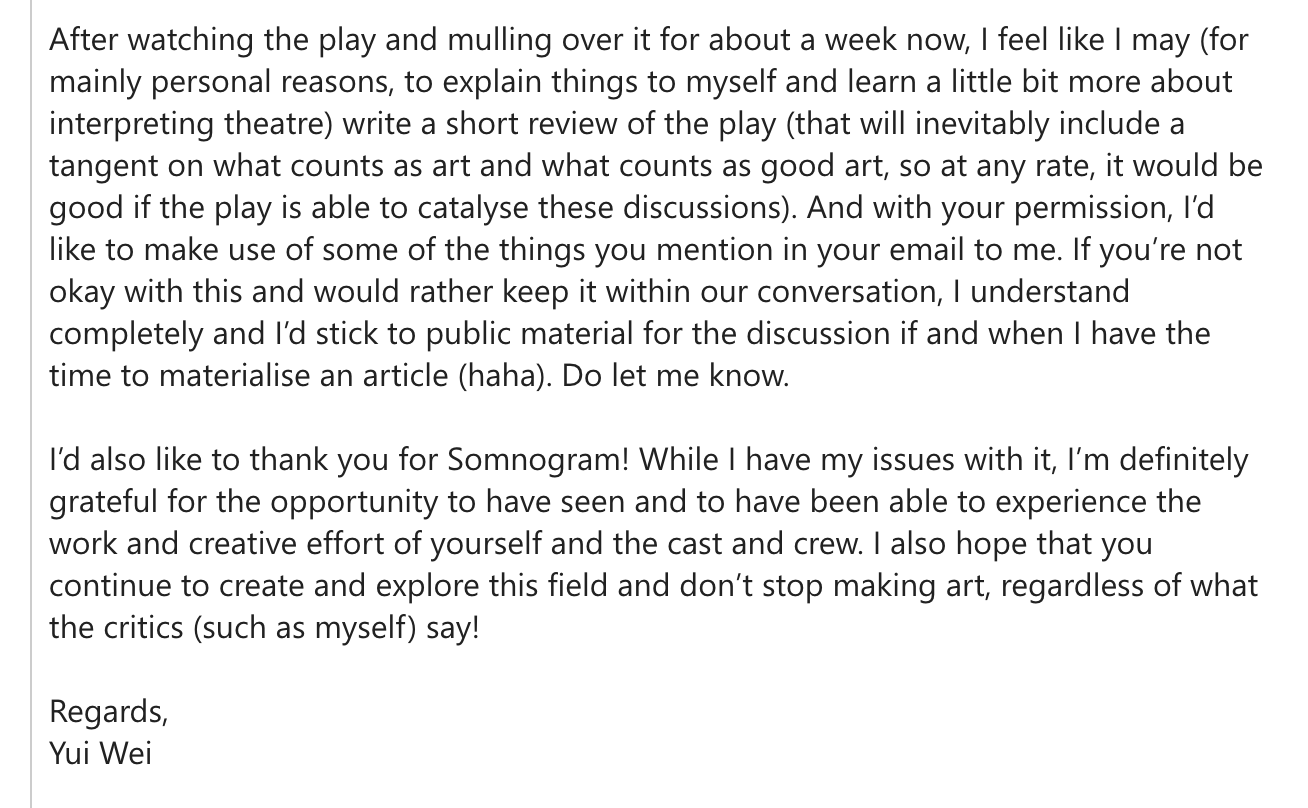 After watching the play and mulling over it for about a week now, I feel like I may (for
mainly personal reasons, to explain things to myself and learn a little bit more about
interpreting theatre) write a short review of the play (that will inevitably include a
tangent on what counts as art and what counts as good art, so at any rate, it would be
good if the play is able to catalyse these discussions). And with your permission, I’d
like to make use of some of the things you mention in your email to me. If you’re not
okay with this and would rather keep it within our conversation, I understand
completely and I’d stick to public material for the discussion if and when I have the
time to materialise an article (haha). Do let me know.

I’d also like to thank you for Somnogram! While I have my issues with it, I’m definitely
grateful for the opportunity to have seen and to have been able to experience the
work and creative effort of yourself and the cast and crew. I also hope that you
continue to create and explore this field and don’t stop making art, regardless of what
the critics (such as myself) say!

Regards,
Yui Wei